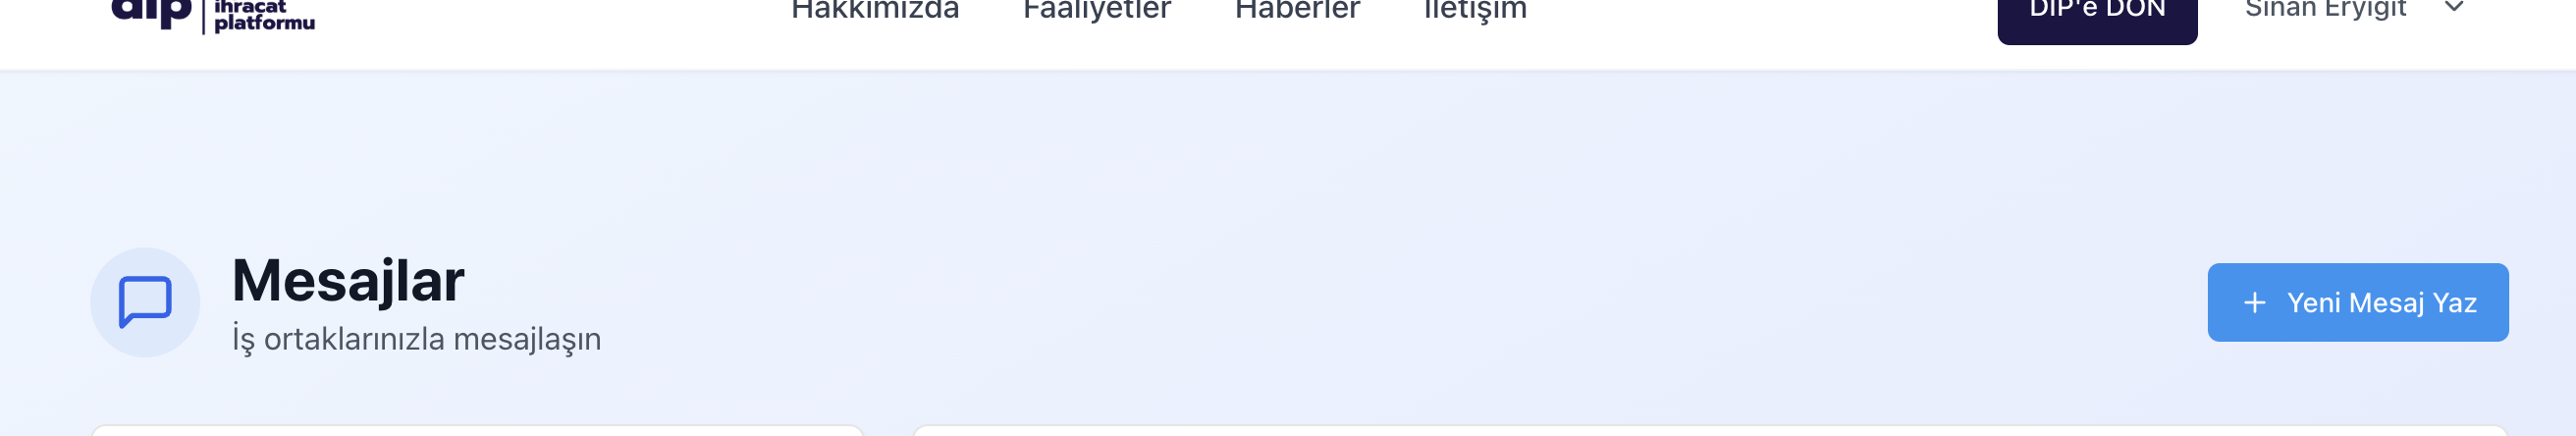 dip
ihracat
platformu
Hakkımızda
Faaliyetler
Haberler
İletişim
DİP'e DÖN
Sinan Eryiğit
Mesajlar
İş ortaklarınızla mesajlaşın
+ Yeni Mesaj Yaz